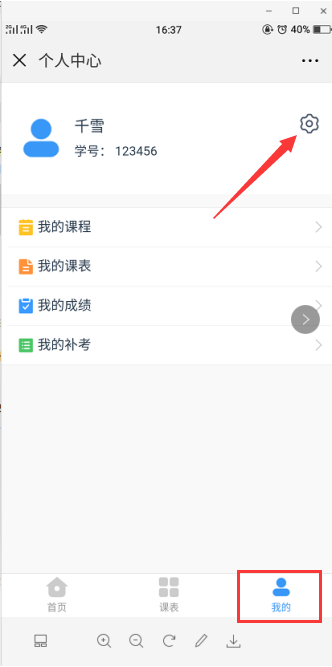 16:37
40%
个人中心
千雪
学号： 123456
我的课程
我的课表
我的成绩
我的补考
首页
课表
我的